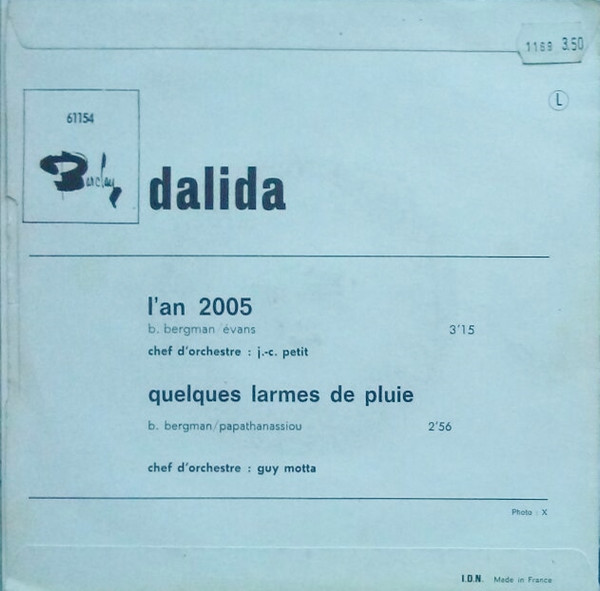 1169 3.50
L
61154
Barclay
dalida
l'an 2005
b. bergman/évans 3'15
chef d'orchestre : j.-c. petit
quelques larmes de pluie
b. bergman/papathanassiou 2'56
chef d'orchestre : guy motta
Photo : X
I.D.N. Made in France